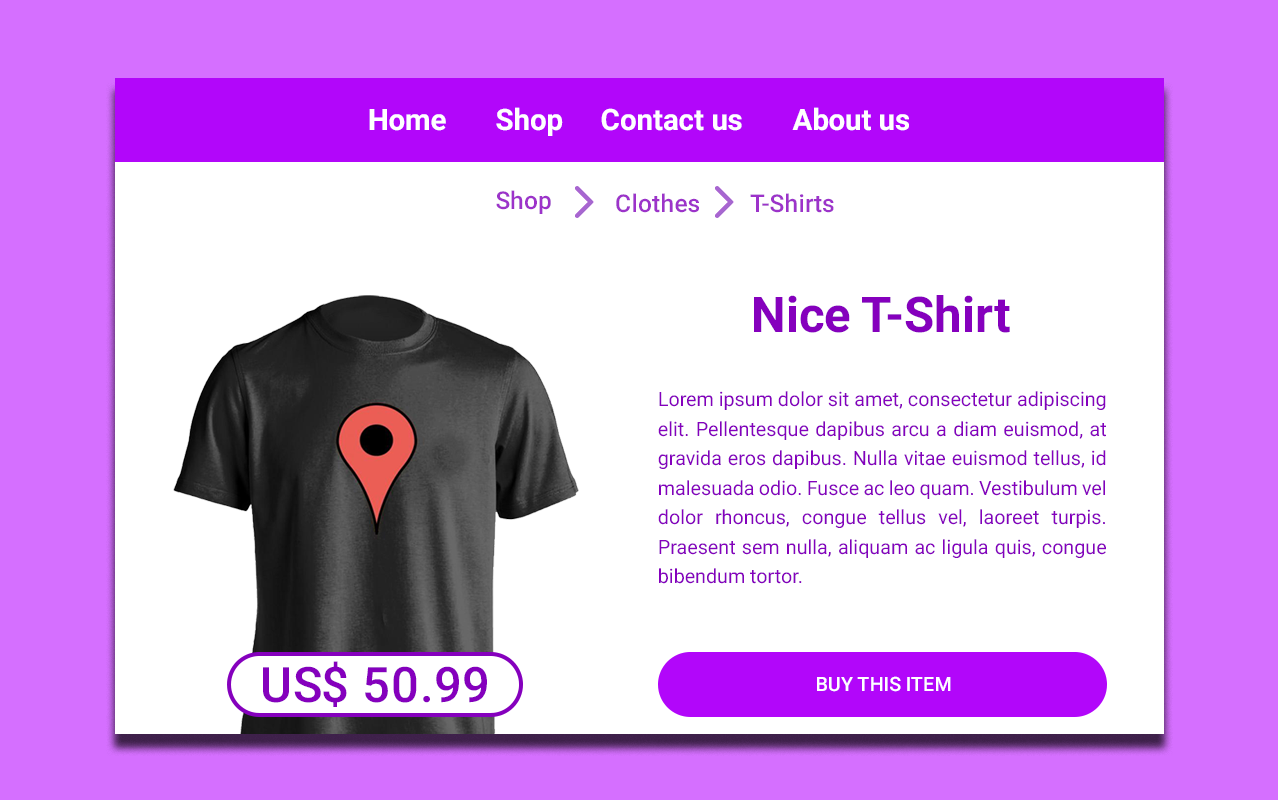 Home Shop Contact us About us
Shop Clothes T-Shirts
Nice T-Shirt
Lorem ipsum dolor sit amet, consectetur adipiscing
elit. Pellentesque dapibus arcu a diam euismod, at
gravida eros dapibus. Nulla vitae euismod tellus, id
malesuada odio. Fusce ac leo quam. Vestibulum vel
dolor rhoncus, congue tellus vel, laoreet turpis.
Praesent sem nulla, aliquam ac ligula quis, congue
bibendum tortor.
US$ 50.99
BUY THIS ITEM